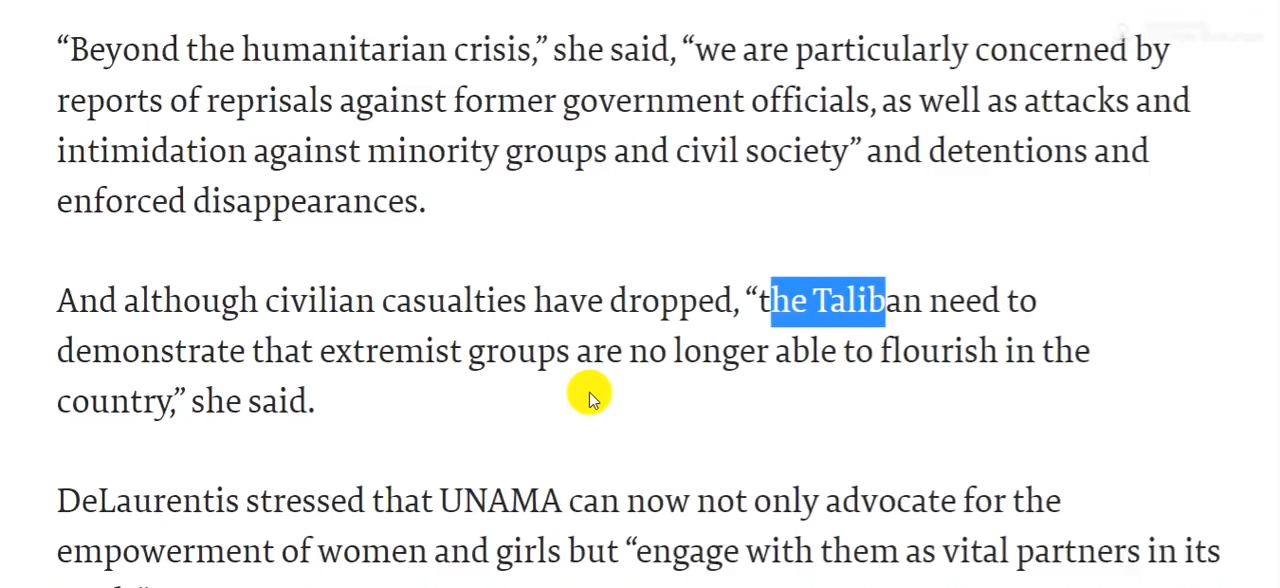 “Beyond the humanitarian crisis,” she said, “we are particularly concerned by
reports of reprisals against former government officials, as well as attacks and
intimidation against minority groups and civil society” and detentions and
enforced disappearances.
And although civilian casualties have dropped, “the Taliban need to
demonstrate that extremist groups are no longer able to flourish in the
country,” she said.
DeLaurentis stressed that UNAMA can now not only advocate for the
empowerment of women and girls but “engage with them as vital partners in its